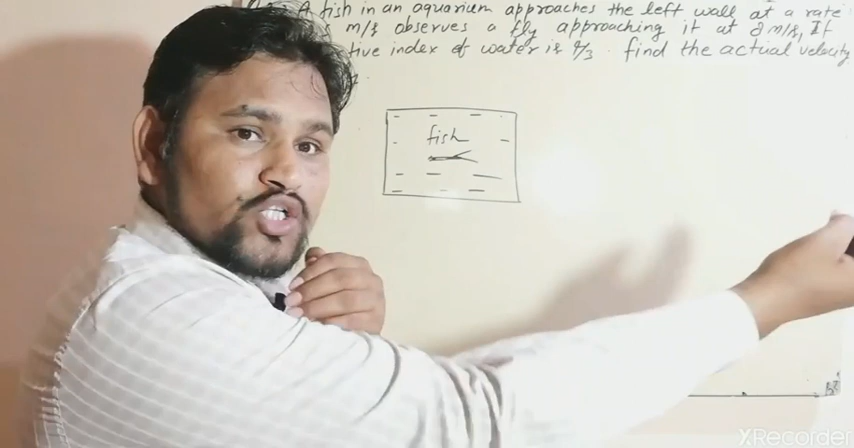 A fish in an aquarium approaches the left wall at a rate
m/s observes a fly approaching it at 8 m/s, If
tive index of water is 4/3 . find the actual velocity
fish
XRecorder